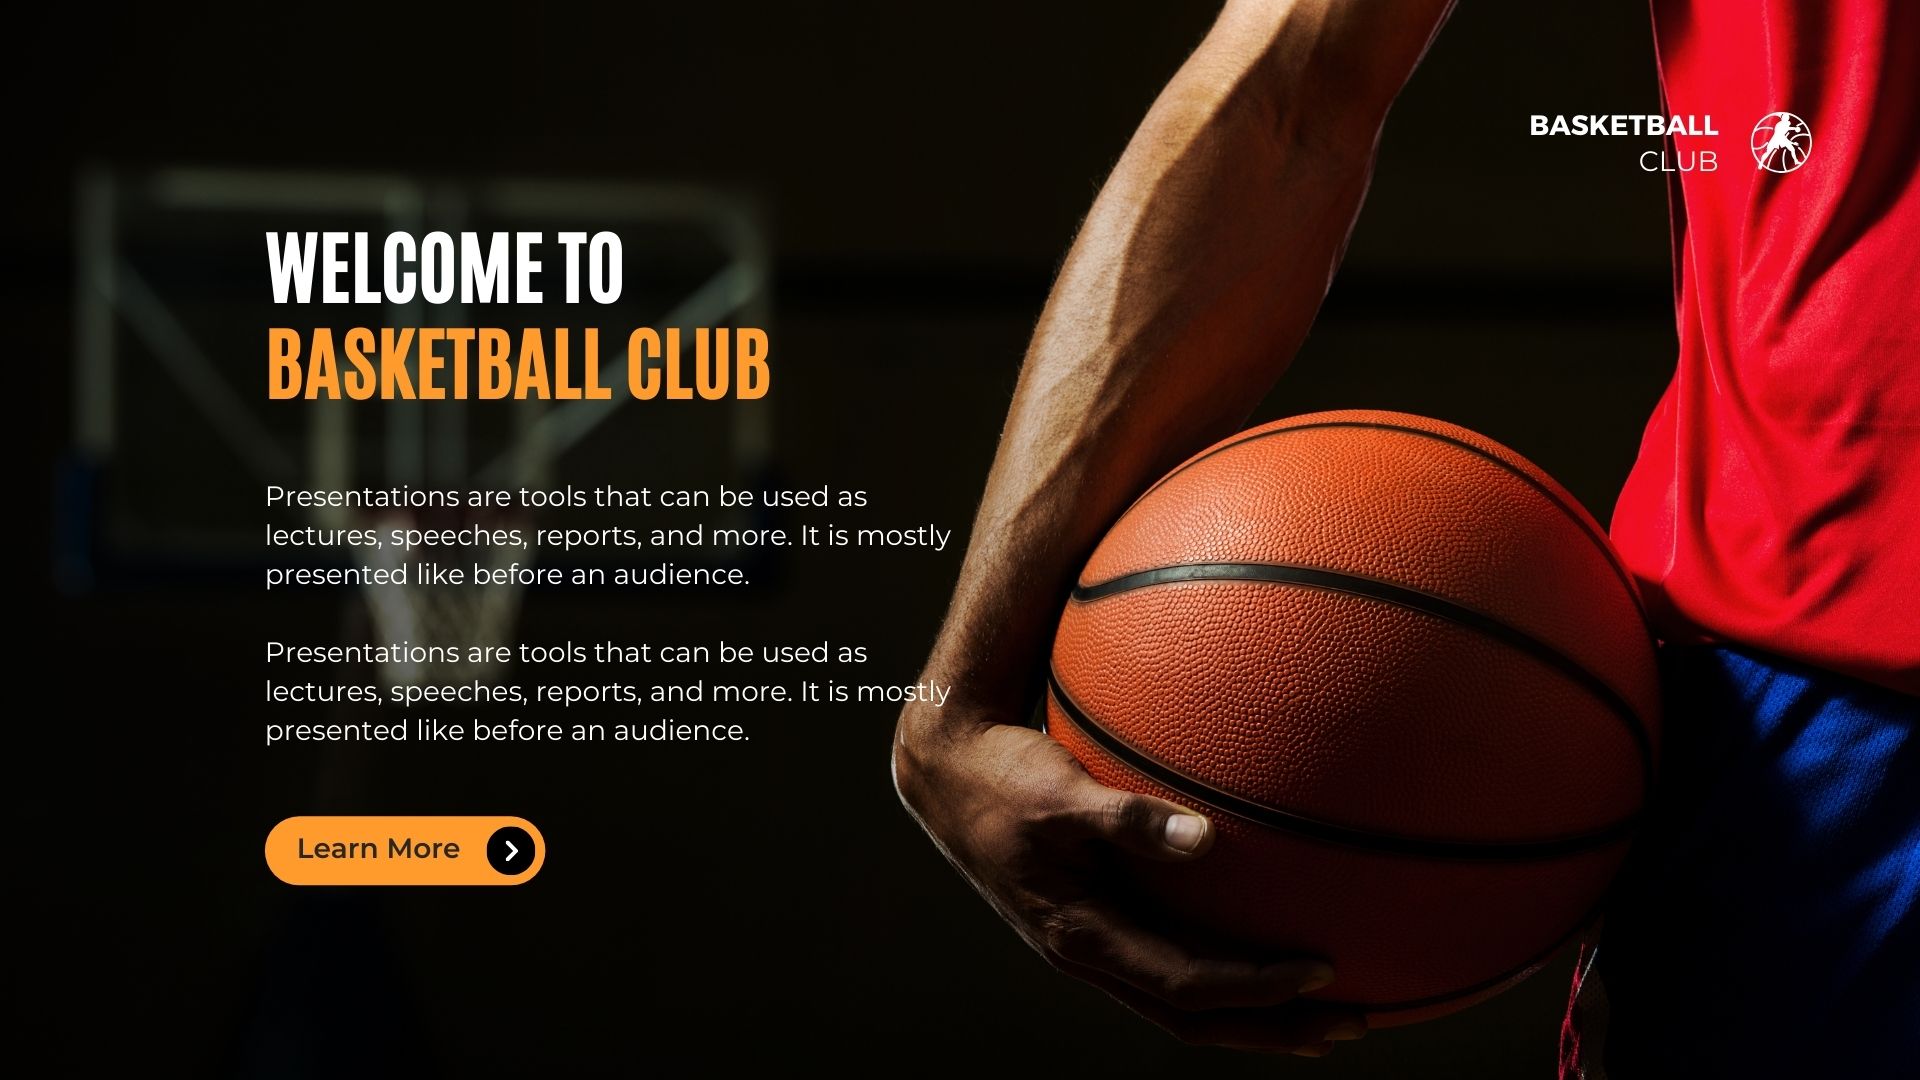 BASKETBALL
CLUB
WELCOME TO
BASKETBALL CLUB
Presentations are tools that can be used as
lectures, speeches, reports, and more. It is mostly
presented like before an audience.
Presentations are tools that can be used as
lectures, speeches, reports, and more. It is mostly
presented like before an audience.
Learn More